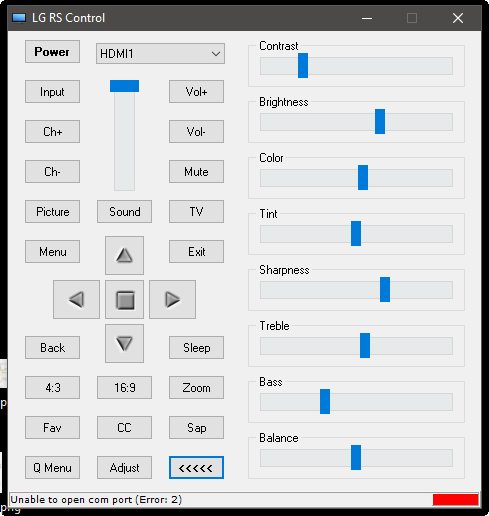 LG RS Control
Power HDMI1
Input Vol+
Ch+ Vol-
Ch- Mute
Picture Sound TV
Menu Exit
Back Sleep
4:3 16:9 Zoom
Fav CC Sap
Q Menu Adjust <<<<<
Contrast
Brightness
Color
Tint
Sharpness
Treble
Bass
Balance
Unable to open com port (Error: 2)
png